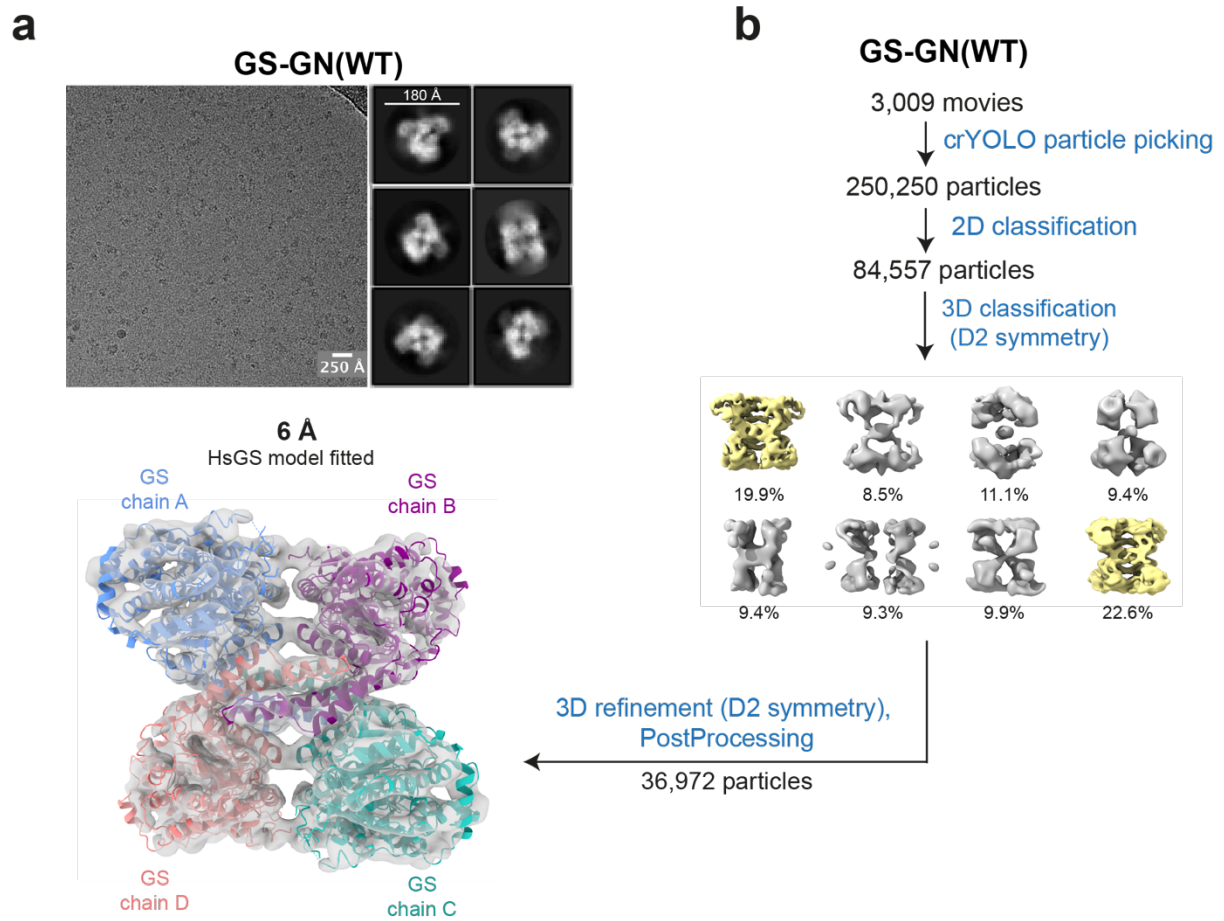 a
GS-GN(WT)
180 Å
250 Å
6 Å
HsGS model fitted
GS
chain A
GS
chain B
GS
chain D
GS
chain C
b
GS-GN(WT)
3,009 movies
crYOLO particle picking
250,250 particles
2D classification
84,557 particles
3D classification
(D2 symmetry)
19.9%
8.5%
11.1%
9.4%
9.4%
9.3%
9.9%
22.6%
3D refinement (D2 symmetry),
PostProcessing
36,972 particles